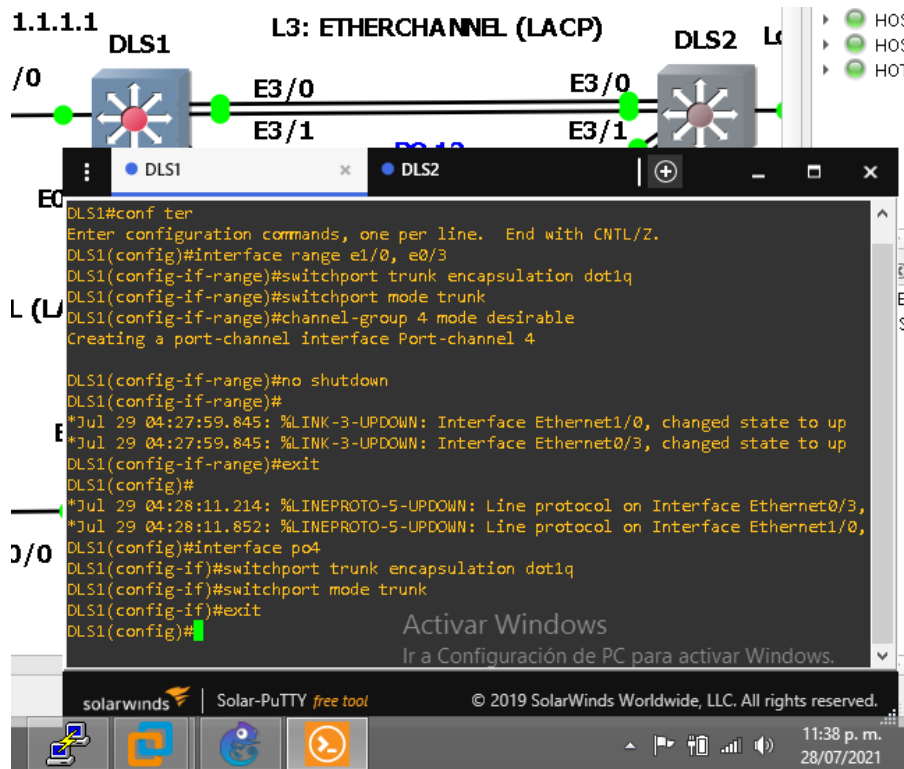 1.1.1.1
DLS1
L3: ETHERCHANNEL (LACP)
DLS2
/0
E3/0
E3/0
E3/1
E3/1
HOS
HOS
HOT
DLS1
DLS2
DLS1#conf ter
Enter configuration commands, one per line. End with CNTL/Z.
DLS1(config)#interface range e1/0, e0/3
DLS1(config-if-range)#switchport trunk encapsulation dot1q
DLS1(config-if-range)#switchport mode trunk
DLS1(config-if-range)#channel-group 4 mode desirable
Creating a port-channel interface Port-channel 4
DLS1(config-if-range)#no shutdown
DLS1(config-if-range)#
*Jul 29 04:27:59.845: %LINK-3-UPDOWN: Interface Ethernet1/0, changed state to up
*Jul 29 04:27:59.845: %LINK-3-UPDOWN: Interface Ethernet0/3, changed state to up
DLS1(config-if-range)#exit
DLS1(config)#
*Jul 29 04:28:11.214: %LINEPROTO-5-UPDOWN: Line protocol on Interface Ethernet0/3,
*Jul 29 04:28:11.852: %LINEPROTO-5-UPDOWN: Line protocol on Interface Ethernet1/0,
DLS1(config)#interface po4
DLS1(config-if)#switchport trunk encapsulation dot1q
DLS1(config-if)#switchport mode trunk
DLS1(config-if)#exit
DLS1(config)#
Activar Windows
Ir a Configuración de PC para activar Windows.
solarwinds
Solar-PuTTY free tool
© 2019 SolarWinds Worldwide, LLC. All rights reserved.
11:38 p. m.
28/07/2021